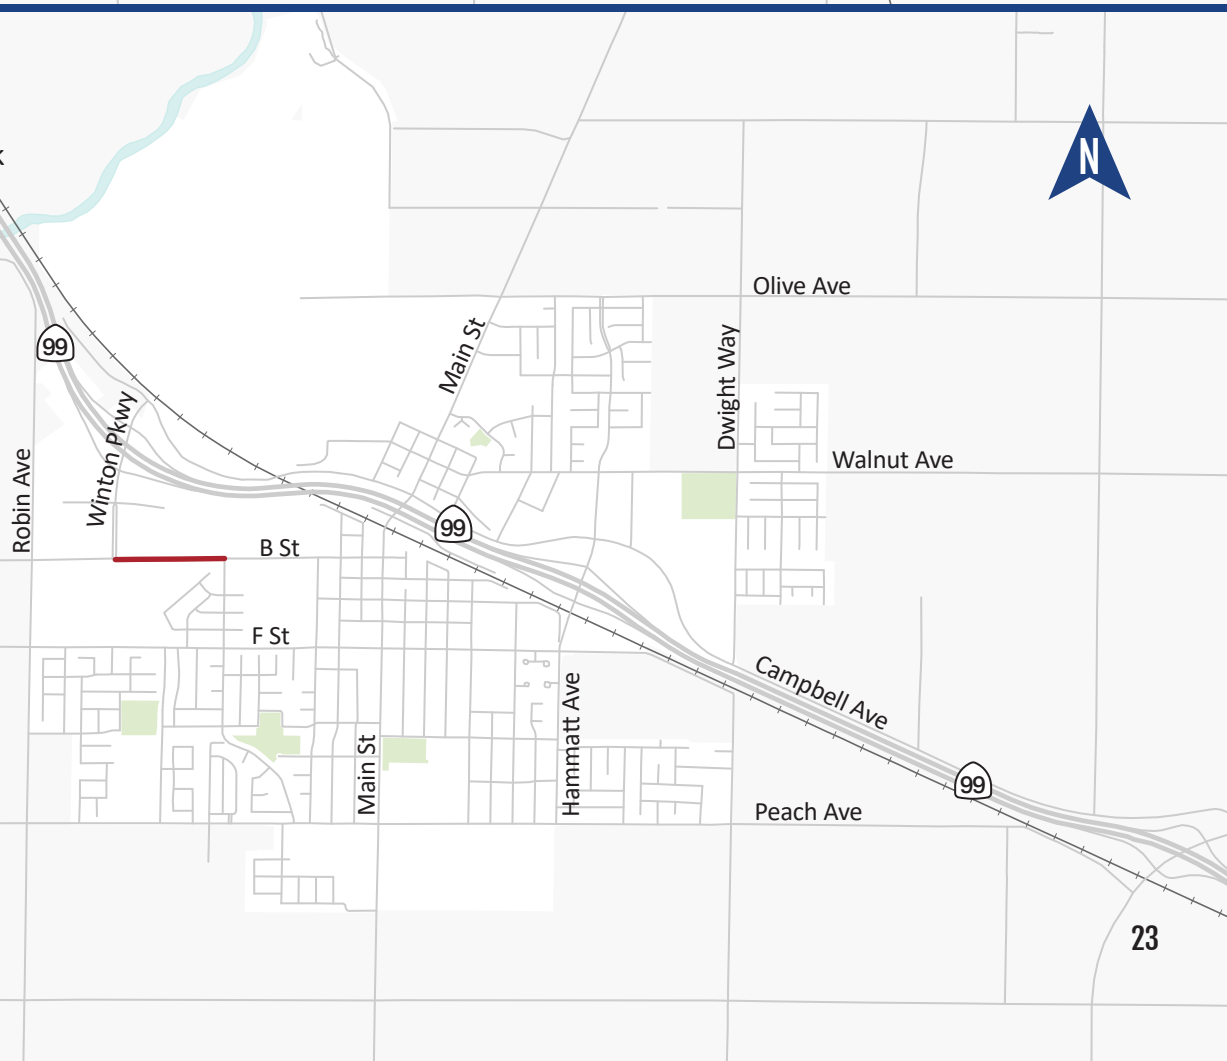 N
Olive Ave
Main St
99
Dwight Way
Winton Pkwy
Robin Ave
Walnut Ave
99
B St
F St
Campbell Ave
Hammatt Ave
Main St
99
Peach Ave
23